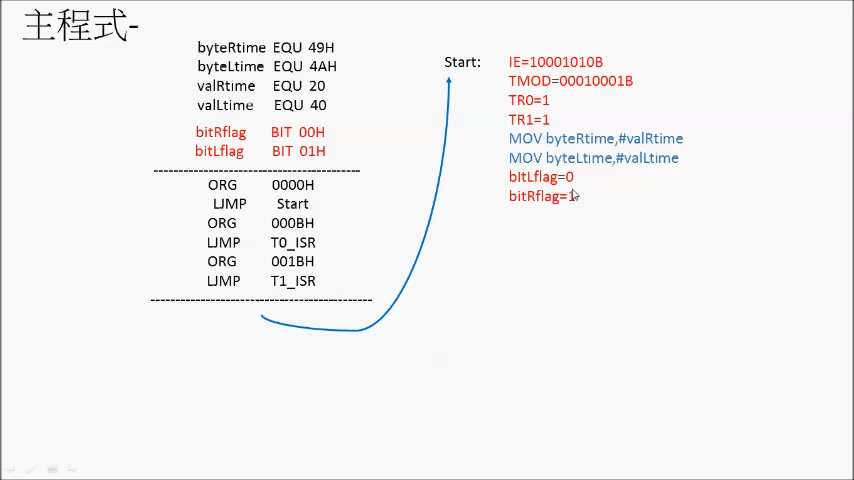 主程式-
byteRtime EQU 49H
byteLtime EQU 4AH
valRtime EQU 20
valLtime EQU 40
bitRflag BIT 00H
bitLflag BIT 01H
-----------------------------------------
ORG 0000H
LJMP Start
ORG 000BH
LJMP T0_ISR
ORG 001BH
LJMP T1_ISR
--------------------------------------------
Start: IE=10001010B
TMOD=00010001B
TR0=1
TR1=1
MOV byteRtime,#valRtime
MOV byteLtime,#valLtime
bItLflag=0
bitRflag=1